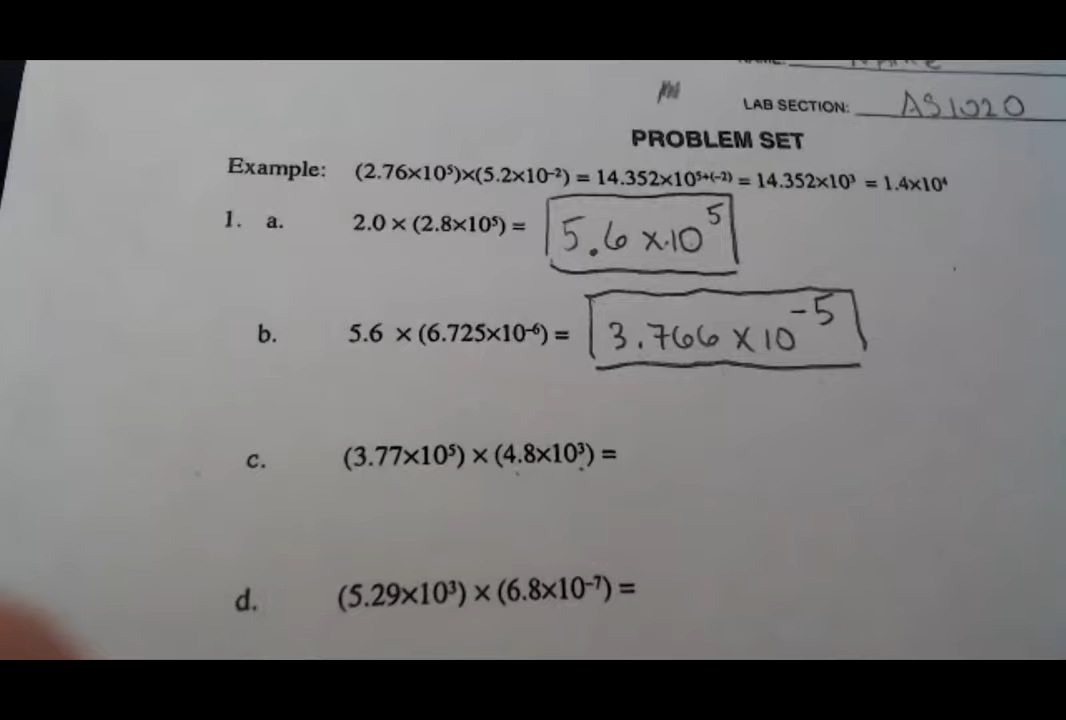 LAB SECTION: AS1020
PROBLEM SET
Example: (2.76×10⁵)×(5.2×10⁻²) = 14.352×10⁵⁺⁽⁻²⁾ = 14.352×10³ = 1.4×10⁴
1. a. 2.0 × (2.8×10⁵) = 5.6 × 10⁵
b. 5.6 × (6.725×10⁻⁶) = 3.766 × 10⁻⁵
c. (3.77×10⁵) × (4.8×10³) =
d. (5.29×10³) × (6.8×10⁻⁷) =